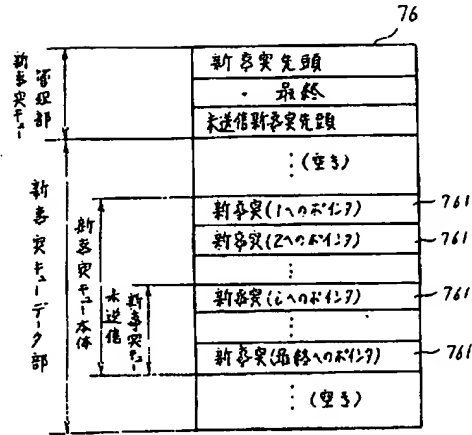 76
新事実先頭
〃 最終
未送信新事実先頭
⋮(空き)
新事実(1へのポインタ)
761
新事実(2へのポインタ)
761
⋮
新事実(iへのポインタ)
761
⋮
新事実(最終へのポインタ)
761
⋮(空き)
新事実キュー
管理部
新事実キューデータ部
新事実キュー本体
未送信
新事実キュー